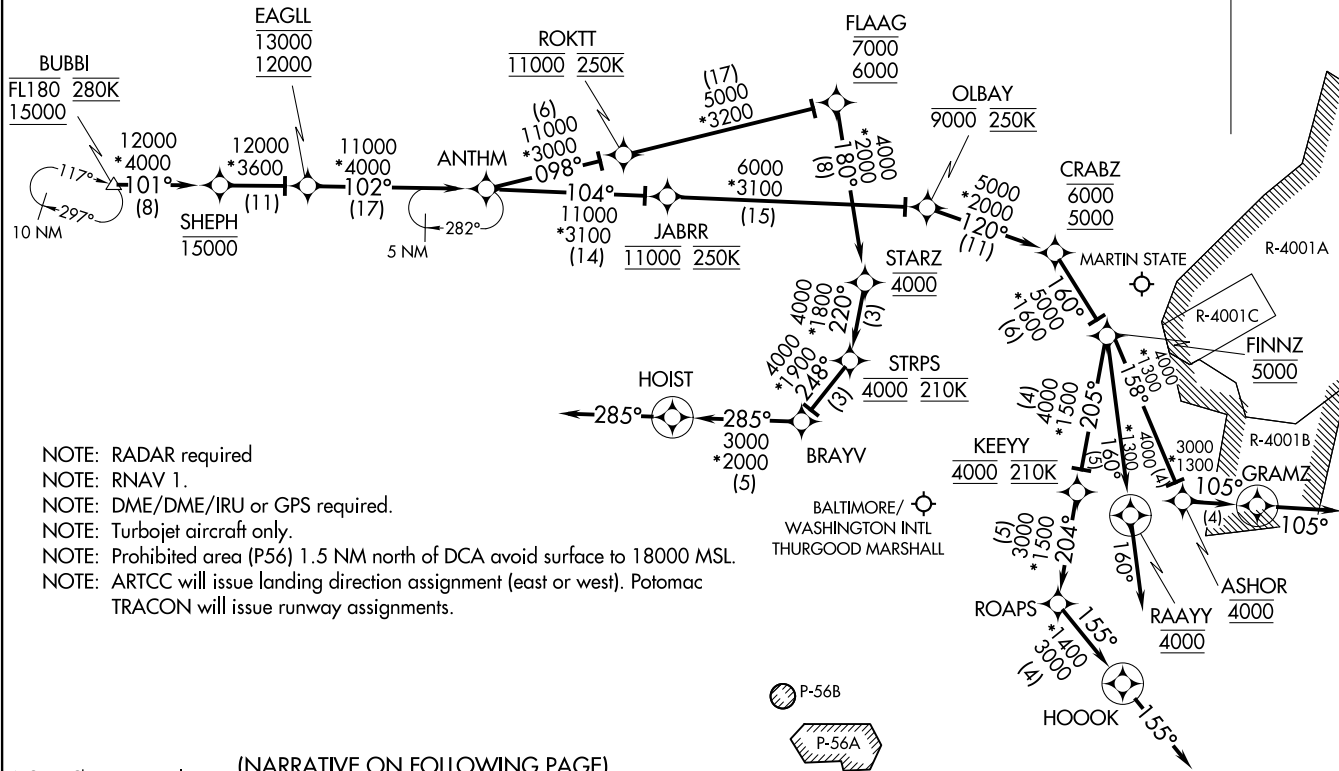 BUBBI
FL180 280K
15000
117°
297°
10 NM
12000
*4000
101°
(8)
SHEPH
15000
12000
*3600
(11)
EAGLL
13000
12000
11000
*4000
102°
(17)
ANTHM
282°
5 NM
(6)
11000
*3000
098°
ROKTT
11000 250K
(17)
5000
*3200
FLAAG
7000
6000
4000
*2000
180°
(8)
104°
11000
*3100
(14)
JABRR
11000 250K
6000
*3100
(15)
OLBAY
9000 250K
5000
*2000
120°
(11)
CRABZ
6000
5000
MARTIN STATE
R-4001A
R-4001C
R-4001B
160°
5000
*1600
(6)
FINNZ
5000
STARZ
4000
4000
*1800
220°
(3)
STRPS
4000 210K
4000
*1900
248°
(3)
BRAYV
285°
3000
*2000
(5)
HOIST
285°
(4)
4000
*1500
205°
(5)
KEEYY
4000 210K
160°
4000
*1300
4000
*1300
158°
(4)
3000
*1300
105°
(4)
GRAMZ
105°
ASHOR
4000
RAAYY
4000
160°
(5)
3000
*1500
204°
ROAPS
155°
*1400
3000
(4)
HOOOK
155°
BALTIMORE/
WASHINGTON INTL
THURGOOD MARSHALL
NOTE: RADAR required
NOTE: RNAV 1.
NOTE: DME/DME/IRU or GPS required.
NOTE: Turbojet aircraft only.
NOTE: Prohibited area (P56) 1.5 NM north of DCA avoid surface to 18000 MSL.
NOTE: ARTCC will issue landing direction assignment (east or west). Potomac
TRACON will issue runway assignments.
P-56B
P-56A
(NARRATIVE ON FOLLOWING PAGE)